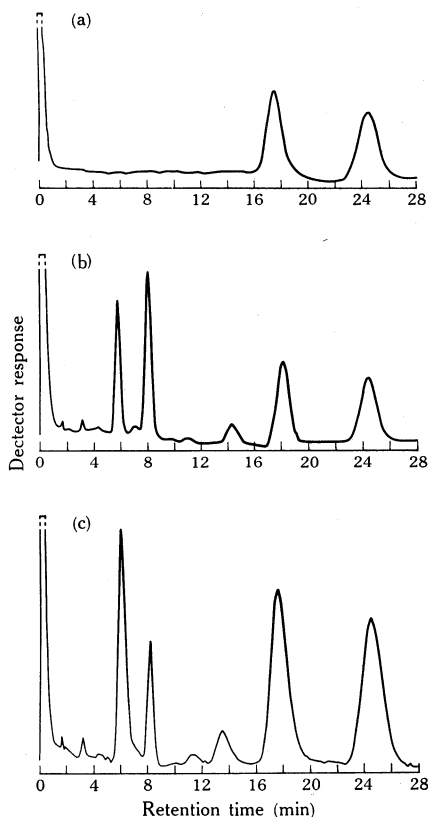 (a)
0 4 8 12 16 20 24 28
(b)
0 4 8 12 16 20 24 28
Dectector response
(c)
0 4 8 12 16 20 24 28
Retention time (min)